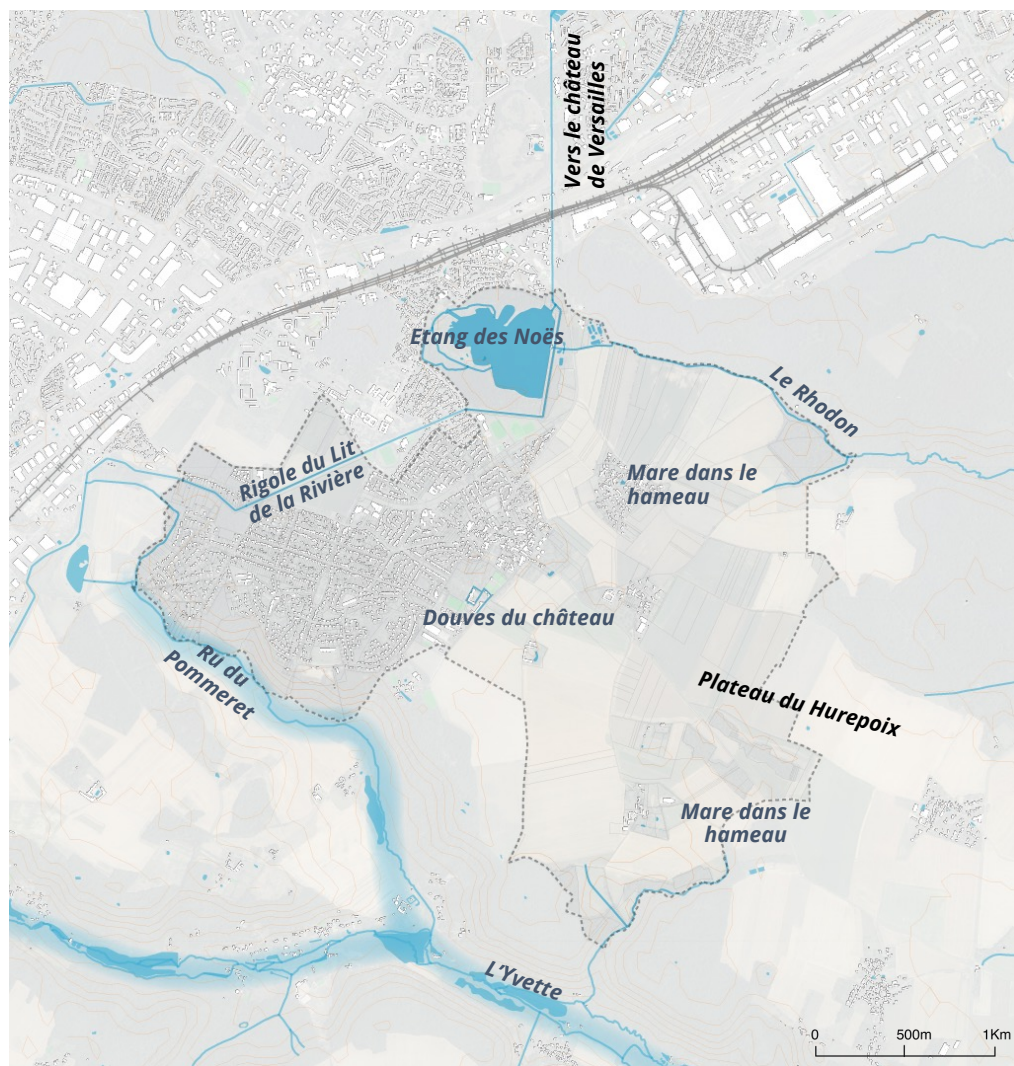 Vers le château
de Versailles
Etang des Noës
Le Rhodon
Rigole du Lit
de la Rivière
Mare dans le
hameau
Douves du château
Ru du
Pommeret
Plateau du Hurepoix
Mare dans le
hameau
L'Yvette
0 500m 1Km